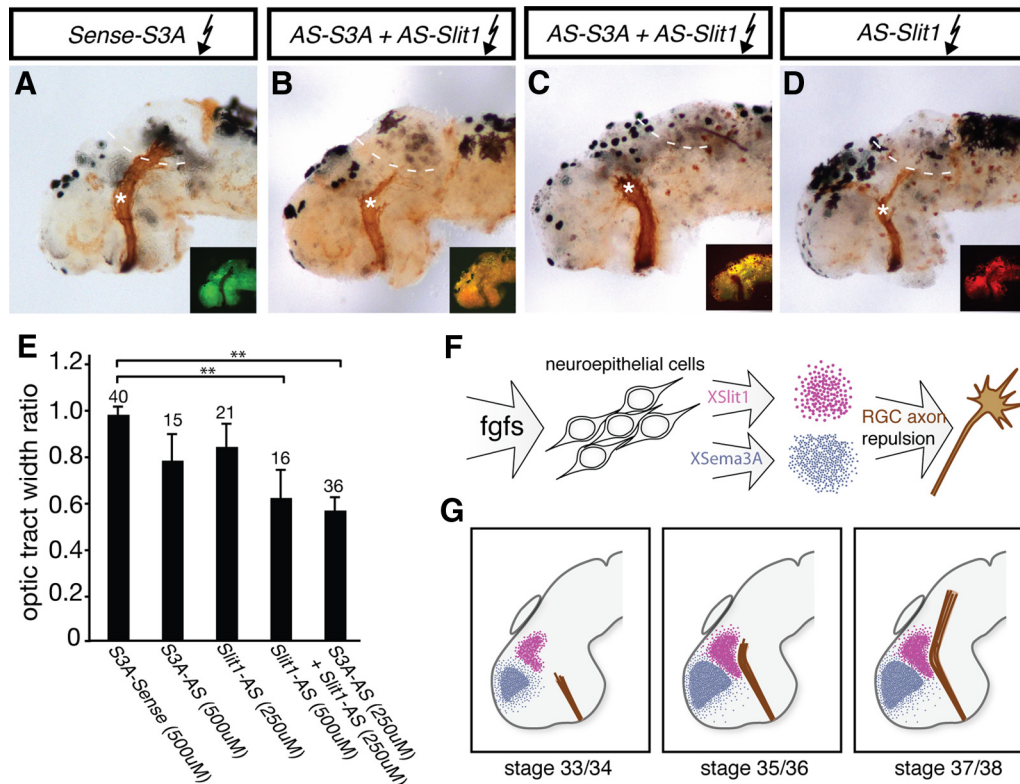 Sense-S3A
AS-S3A + AS-Slit1
AS-S3A + AS-Slit1
AS-Slit1
A
B
C
D
*
*
*
*
E
optic tract width ratio
1.2
1.0
0.8
0.6
0.4
0.2
0
**
**
40
15
21
16
36
S3A-Sense (500uM)
S3A-AS (500uM)
Slit1-AS (250uM)
Slit1-AS (500uM)
S3A-AS (250uM)
+ Slit1-AS (250uM)
F
fgfs
neuroepithelial cells
XSlit1
XSema3A
RGC axon
repulsion
G
stage 33/34
stage 35/36
stage 37/38